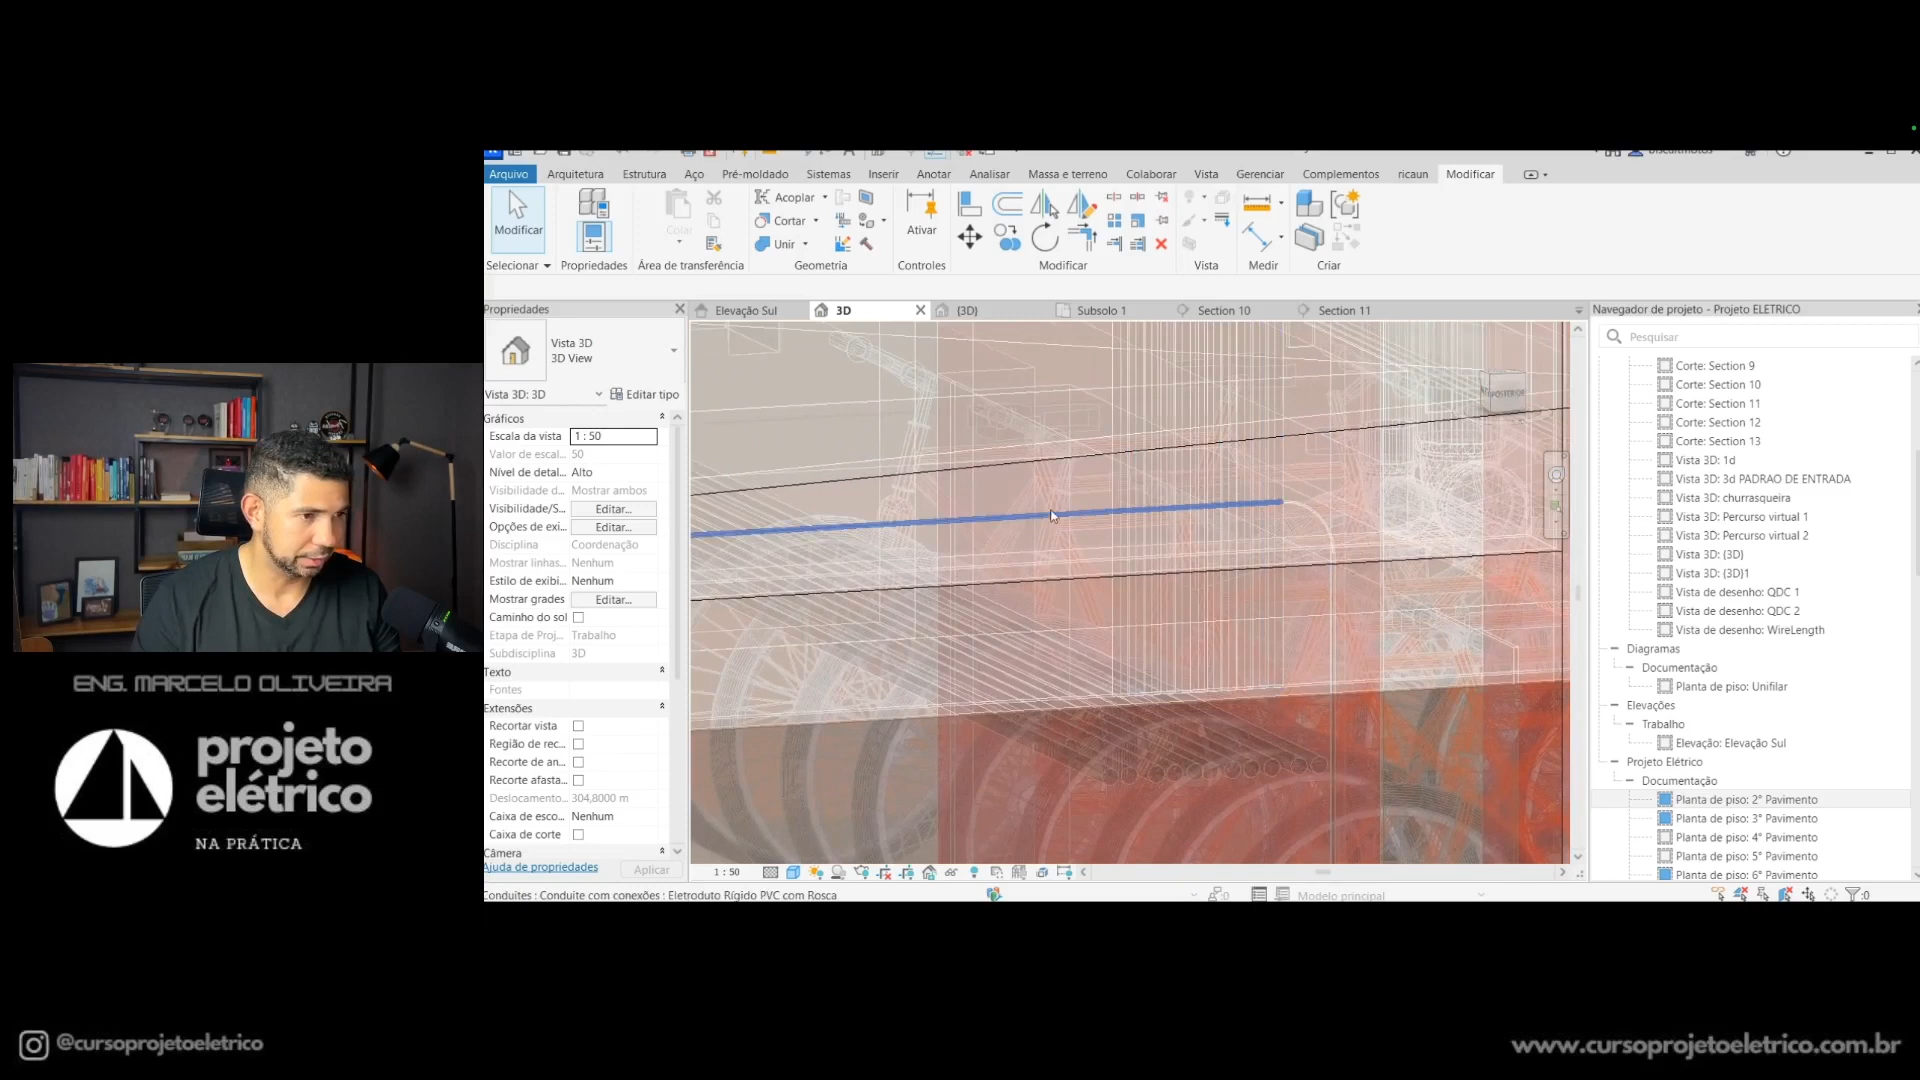 Arquivo
Arquitetura
Estrutura
Aço
Pré-moldado
Sistemas
Inserir
Anotar
Analisar
Massa e terreno
Colaborar
Vista
Gerenciar
Complementos
ricaun
Modificar
Modificar
Colar
Acoplar
Cortar
Unir
Ativar
Selecionar
Propriedades
Área de transferência
Geometria
Controles
Modificar
Vista
Medir
Criar
Propriedades
Vista 3D
3D View
Vista 3D: 3D
Editar tipo
Gráficos
Escala da vista 1 : 50
Valor de escal... 50
Nível de detal... Alto
Visibilidade d... Mostrar ambos
Visibilidade/S... Editar...
Opções de exi... Editar...
Disciplina Coordenação
Mostrar linhas... Nenhum
Estilo de exibi... Nenhum
Mostrar grades Editar...
Caminho do sol
Etapa de Proj... Trabalho
Subdisciplina 3D
Texto
Fontes
Extensões
Recortar vista
Região de rec...
Recorte de an...
Recorte afasta...
Deslocamento... 304,8000 m
Caixa de esco... Nenhum
Caixa de corte
Câmera
Ajuda de propriedades
Aplicar
Elevação Sul
3D
{3D}
Subsolo 1
Section 10
Section 11
POSTERIOR
1 : 50
Conduites : Conduite com conexões : Eletroduto Rígido PVC com Rosca
:0
Modelo principal
:0
Navegador de projeto - Projeto ELETRICO
Pesquisar
Corte: Section 9
Corte: Section 10
Corte: Section 11
Corte: Section 12
Corte: Section 13
Vista 3D: 1d
Vista 3D: 3d PADRAO DE ENTRADA
Vista 3D: churrasqueira
Vista 3D: Percurso virtual 1
Vista 3D: Percurso virtual 2
Vista 3D: {3D}
Vista 3D: {3D}1
Vista de desenho: QDC 1
Vista de desenho: QDC 2
Vista de desenho: WireLength
Diagramas
Documentação
Planta de piso: Unifilar
Elevações
Trabalho
Elevação: Elevação Sul
Projeto Elétrico
Documentação
Planta de piso: 2° Pavimento
Planta de piso: 3° Pavimento
Planta de piso: 4° Pavimento
Planta de piso: 5° Pavimento
Planta de piso: 6° Pavimento
ENG. MARCELO OLIVEIRA
projeto
elétrico
NA PRÁTICA
@cursoprojetoeletrico
www.cursoprojetoeletrico.com.br